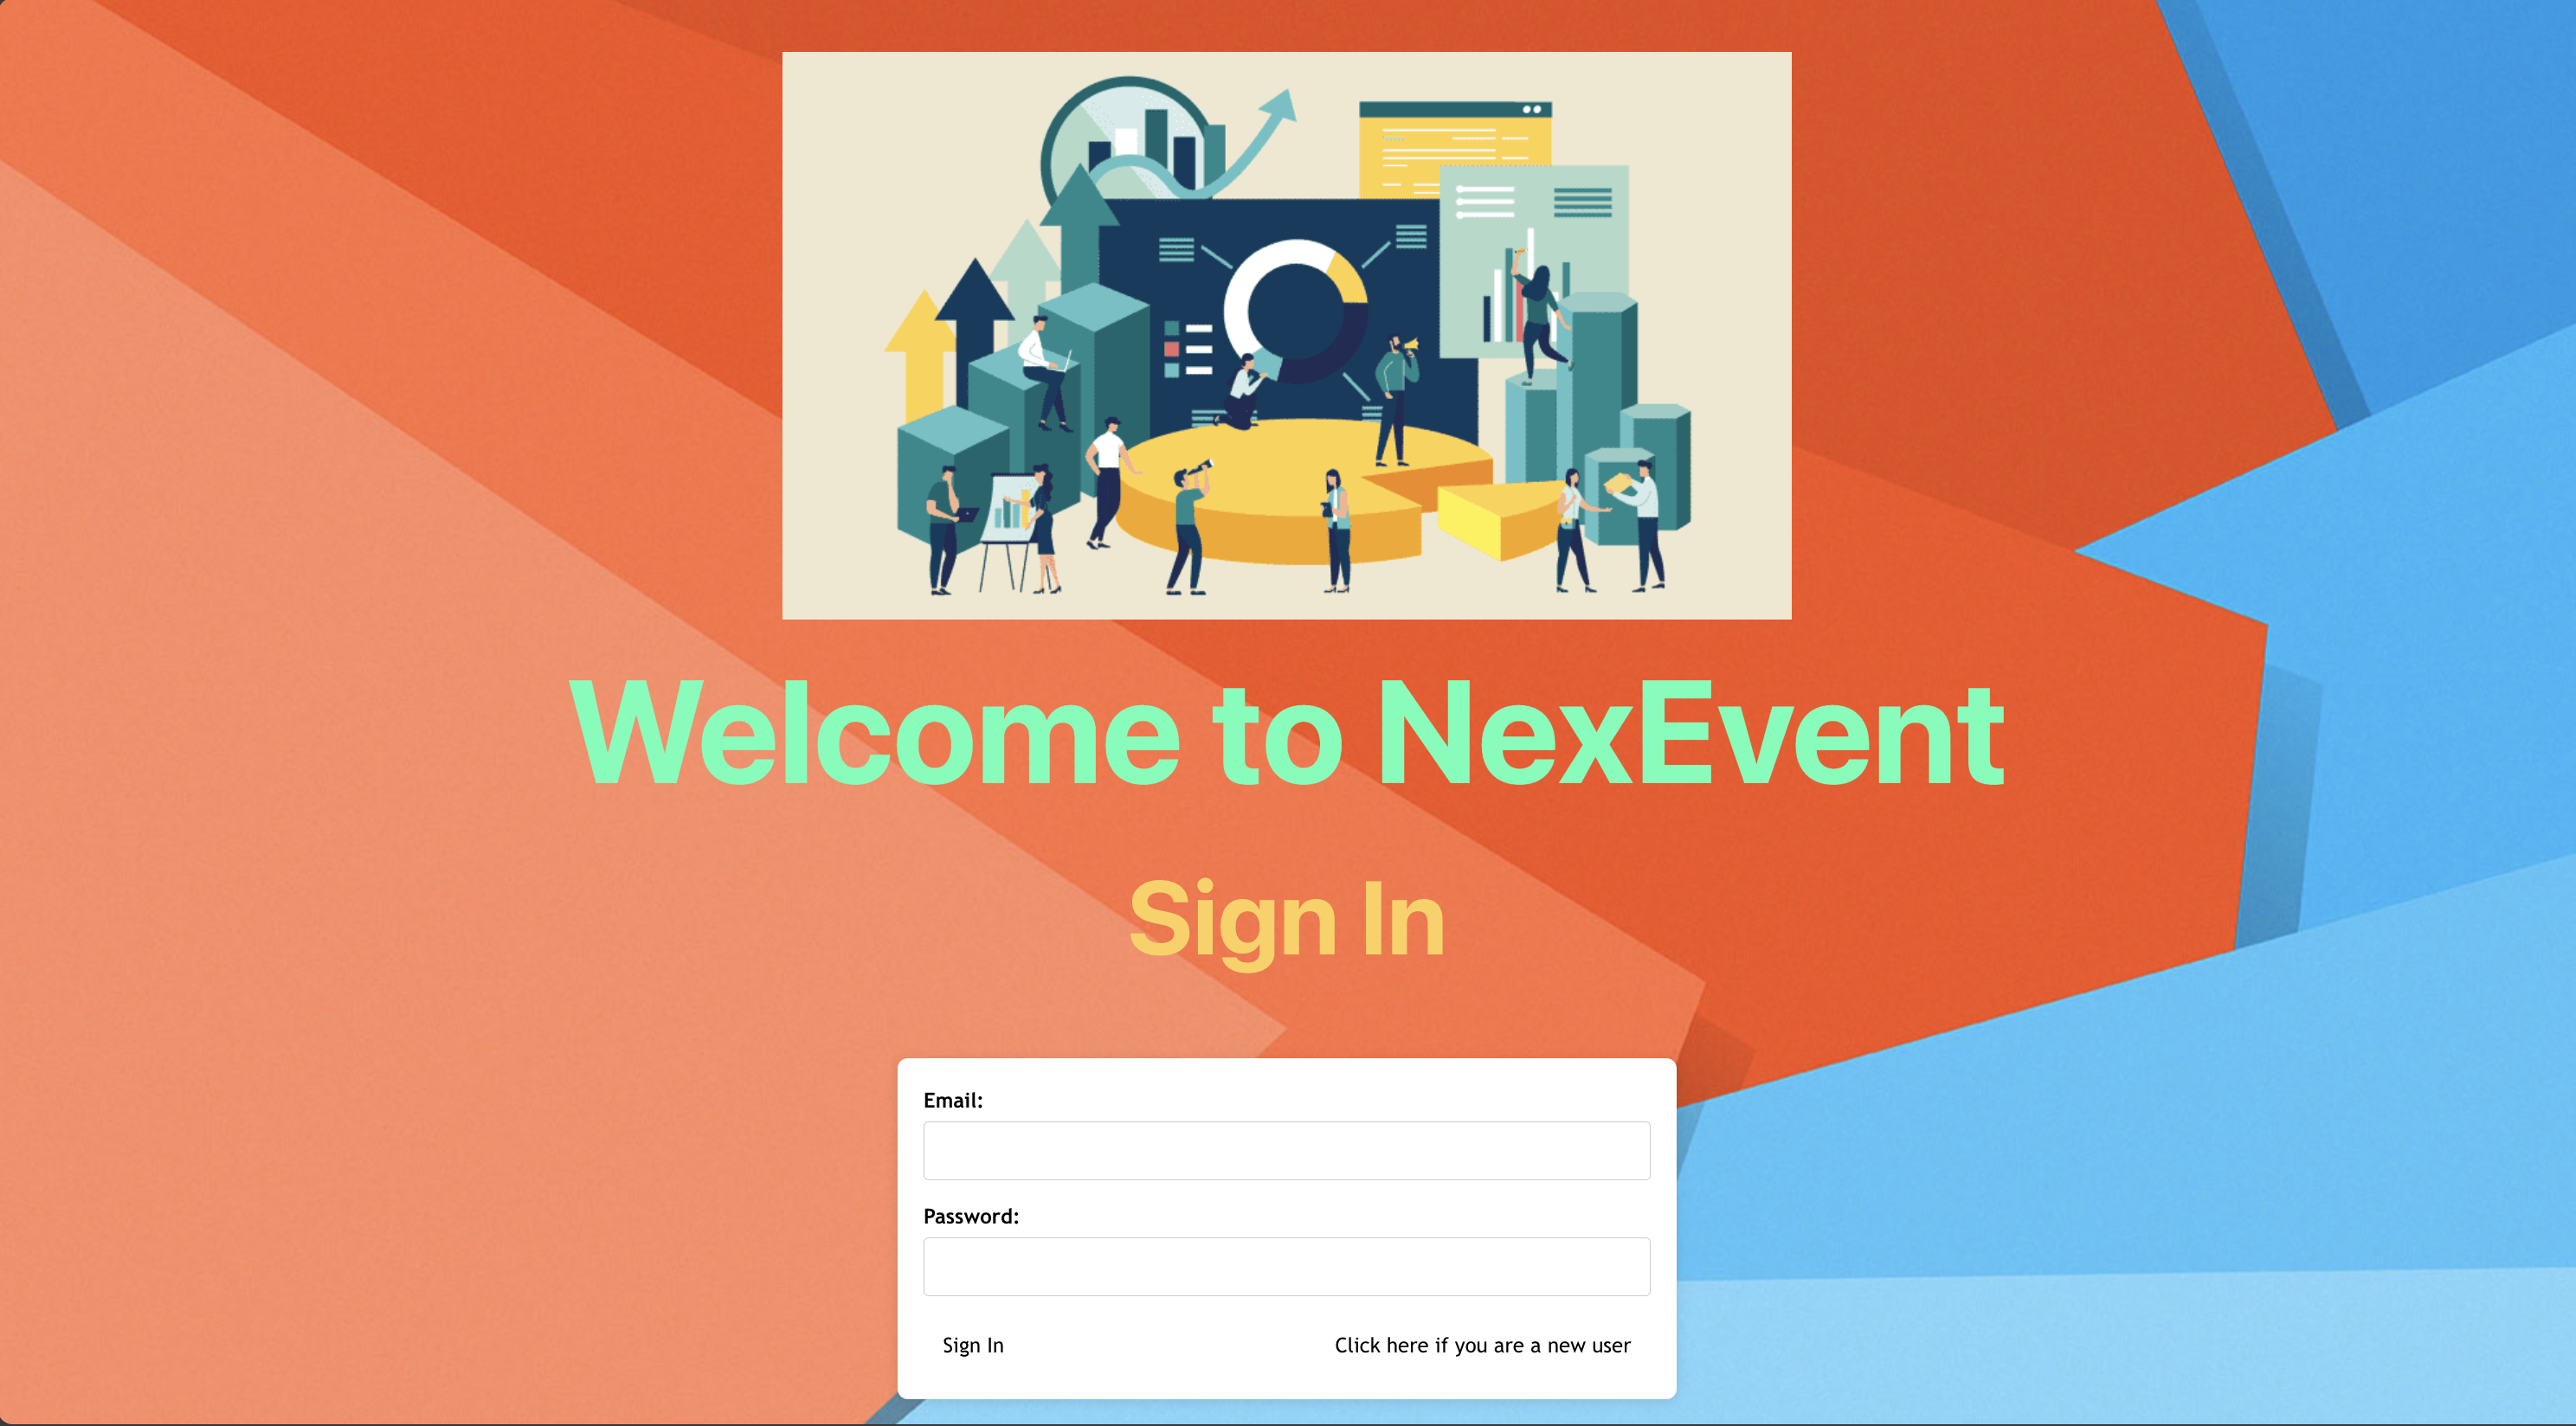 Welcome to NexEvent
Sign In
Email:
Password:
Sign In
Click here if you are a new user